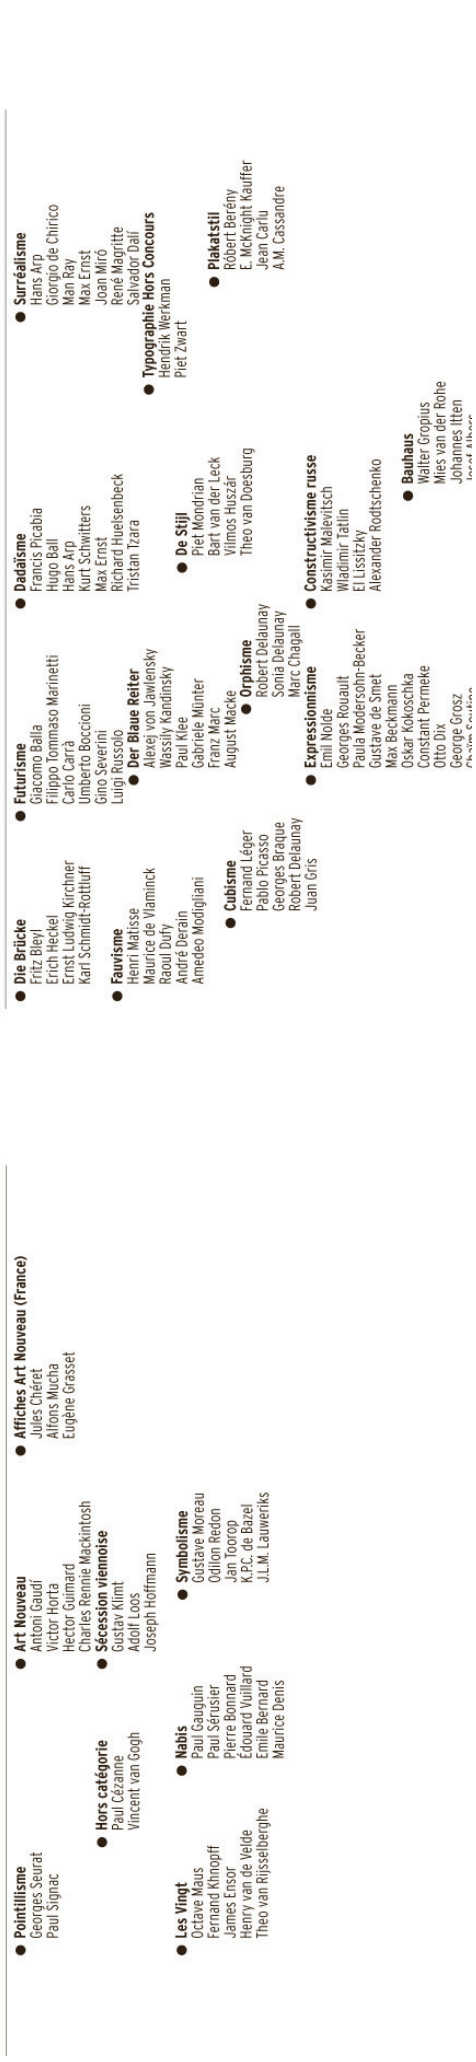 Pointillisme
Georges Seurat
Paul Signac
Hors catégorie
Paul Cézanne
Vincent van Gogh
Les Vingt
Octave Maus
Fernand Khnopff
James Ensor
Henry van de Velde
Theo van Rijsselberghe
Nabis
Paul Gauguin
Paul Sérusier
Pierre Bonnard
Édouard Vuillard
Emile Bernard
Maurice Denis
Art Nouveau
Antoni Gaudí
Victor Horta
Hector Guimard
Charles Rennie Mackintosh
Sécession viennoise
Gustav Klimt
Adolf Loos
Joseph Hoffmann
Symbolisme
Gustave Moreau
Odilon Redon
Jan Toorop
K.P.C. de Bazel
J.L.M. Lauweriks
Affiches Art Nouveau (France)
Jules Chéret
Alfons Mucha
Eugène Grasset
Die Brücke
Fritz Bleyl
Erich Heckel
Ernst Ludwig Kirchner
Karl Schmidt-Rottluff
Fauvisme
Henri Matisse
Maurice de Vlaminck
Raoul Dufy
André Derain
Amedeo Modigliani
Cubisme
Fernand Léger
Pablo Picasso
Georges Braque
Robert Delaunay
Juan Gris
Futurisme
Giacomo Balla
Filippo Tommaso Marinetti
Carlo Carrà
Umberto Boccioni
Gino Severini
Luigi Russolo
Der Blaue Reiter
Alexej von Jawlensky
Wassily Kandinsky
Paul Klee
Gabriele Münter
Franz Marc
August Macke
Orphisme
Robert Delaunay
Sonia Delaunay
Marc Chagall
Expressionnisme
Emil Nolde
Georges Rouault
Paula Modersohn-Becker
Gustave de Smet
Max Beckmann
Oskar Kokoschka
Constant Permeke
Otto Dix
George Grosz
Dadaïsme
Francis Picabia
Hugo Ball
Hans Arp
Kurt Schwitters
Max Ernst
Richard Huelsenbeck
Tristan Tzara
De Stijl
Piet Mondrian
Bart van der Leck
Vilmos Huszár
Theo van Doesburg
Constructivisme russe
Kasimir Malevitsch
Wladimir Tatlin
El Lissitzky
Alexander Rodtschenko
Bauhaus
Walter Gropius
Mies van der Rohe
Johannes Itten
Surréalisme
Hans Arp
Giorgio de Chirico
Man Ray
Max Ernst
Joan Miró
René Magritte
Salvador Dalí
Typographie Hors Concours
Hendrik Werkman
Piet Zwart
Plakatstil
Róbert Berény
E. McKnight Kauffer
Jean Carlu
A.M. Cassandre